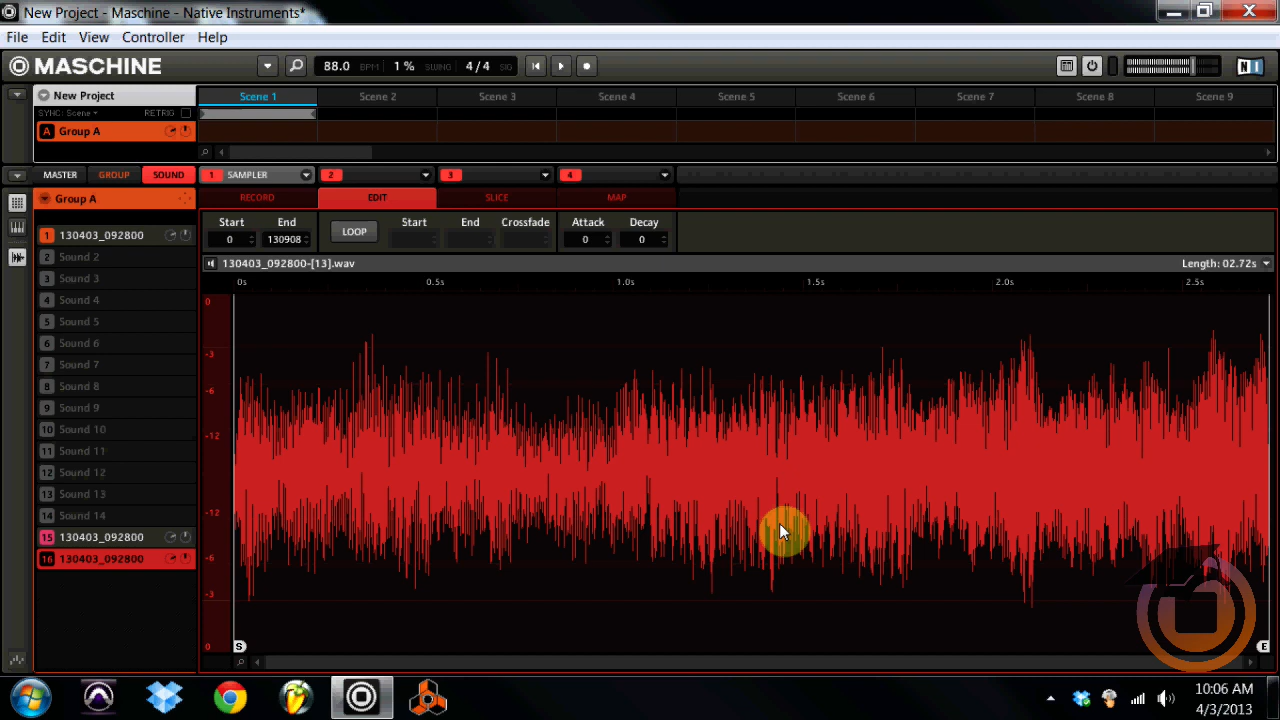 New Project - Maschine - Native Instruments*
File Edit View Controller Help
MASCHINE 88.0 BPM 1 % SWING 4/4 SIG NI
New Project Scene 1 Scene 2 Scene 3 Scene 4 Scene 5 Scene 6 Scene 7 Scene 8 Scene 9
SYNC: Scene RETRIG
A Group A
MASTER GROUP SOUND 1 SAMPLER 2 3 4
Group A RECORD EDIT SLICE MAP
Start End Start End Crossfade Attack Decay
LOOP
0 130908 0 0
1 130403_092800
130403_092800-[13].wav Length: 02.72s
0s 0.5s 1.0s 1.5s 2.0s 2.5s
2 Sound 2
3 Sound 3
4 Sound 4
5 Sound 5
6 Sound 6
7 Sound 7
8 Sound 8
9 Sound 9
10 Sound 10
11 Sound 11
12 Sound 12
13 Sound 13
14 Sound 14
15 130403_092800
16 130403_092800
0
-3
-6
-12
-12
-6
-3
0
S E
10:06 AM
4/3/2013